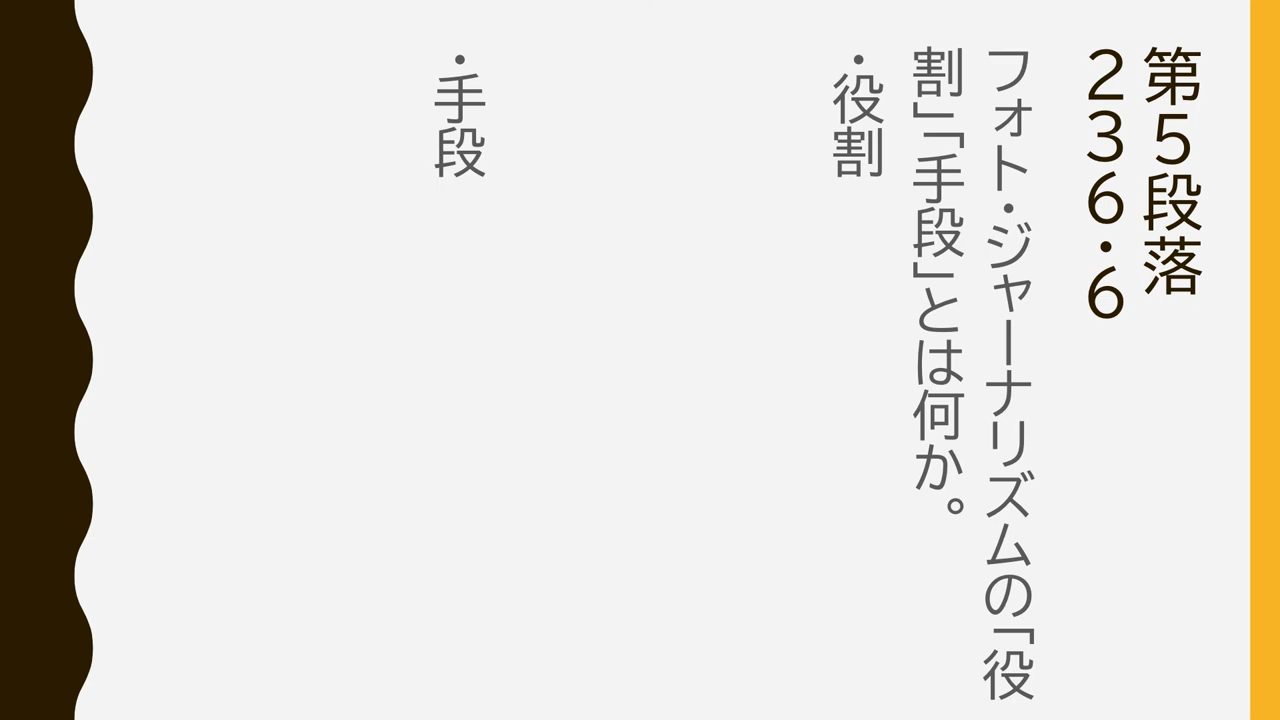 第５段落
２３６・６
フォト・ジャーナリズムの「役
割」「手段」とは何か。
・役割
・手段